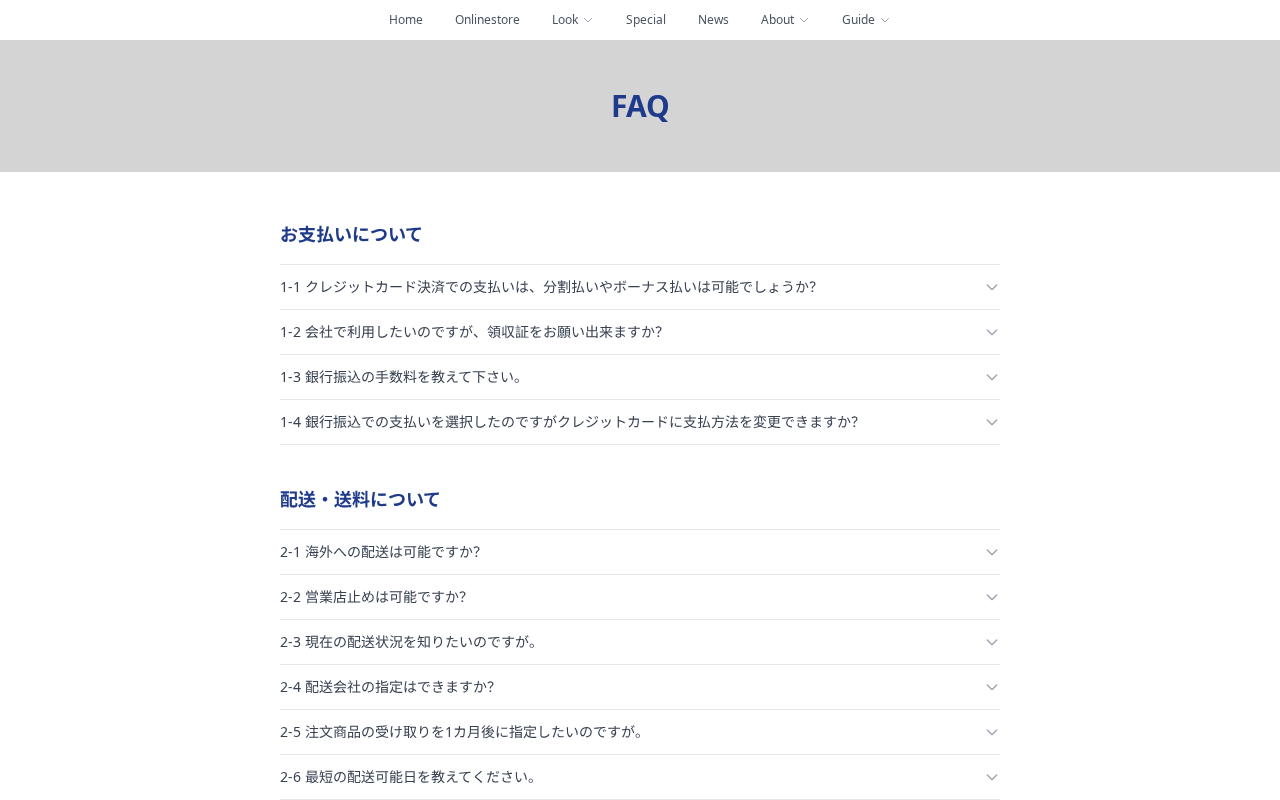 Home Onlinestore Look Special News About Guide
FAQ
お支払いについて
1-1 クレジットカード決済での支払いは、分割払いやボーナス払いは可能でしょうか?
1-2 会社で利用したいのですが、領収証をお願い出来ますか?
1-3 銀行振込の手数料を教えて下さい。
1-4 銀行振込での支払いを選択したのですがクレジットカードに支払方法を変更できますか?
配送・送料について
2-1 海外への配送は可能ですか?
2-2 営業店止めは可能ですか?
2-3 現在の配送状況を知りたいのですが。
2-4 配送会社の指定はできますか?
2-5 注文商品の受け取りを1カ月後に指定したいのですが。
2-6 最短の配送可能日を教えてください。